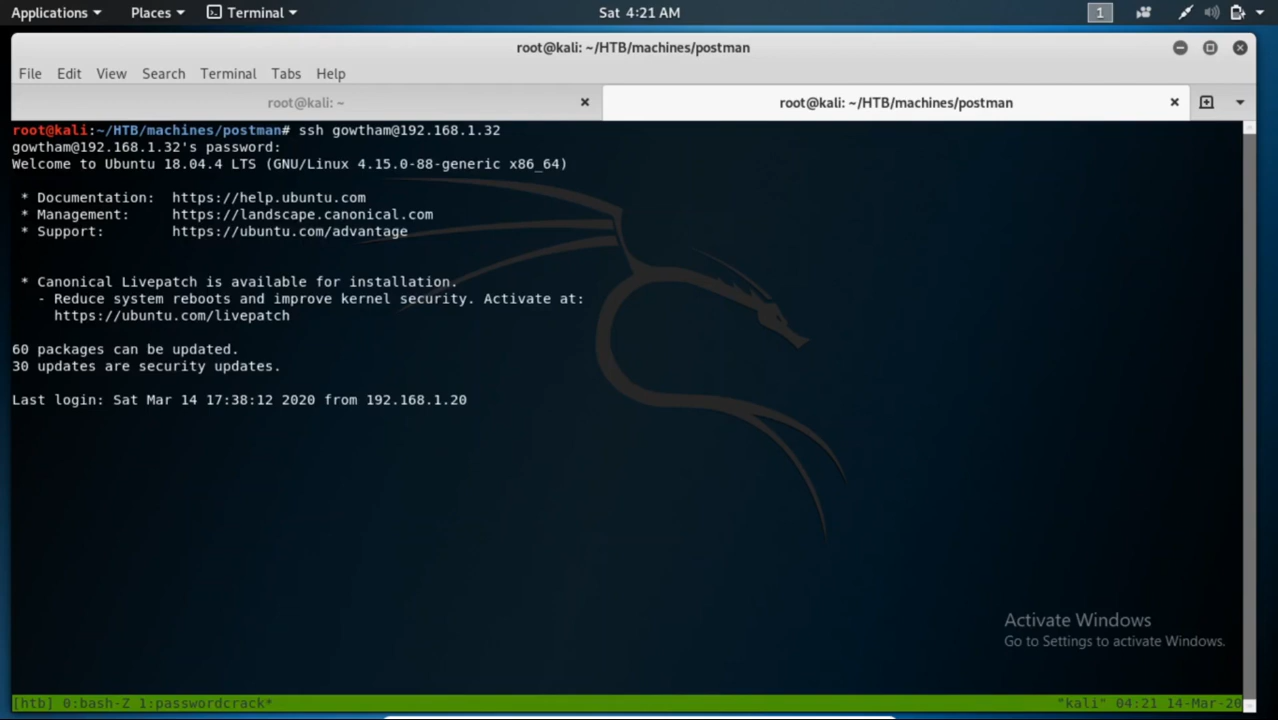 Applications Places Terminal Sat 4:21 AM 1
root@kali: ~/HTB/machines/postman
File Edit View Search Terminal Tabs Help
root@kali: ~ root@kali: ~/HTB/machines/postman
root@kali:~/HTB/machines/postman# ssh gowtham@192.168.1.32
gowtham@192.168.1.32's password:
Welcome to Ubuntu 18.04.4 LTS (GNU/Linux 4.15.0-88-generic x86_64)
* Documentation: https://help.ubuntu.com
* Management: https://landscape.canonical.com
* Support: https://ubuntu.com/advantage
* Canonical Livepatch is available for installation.
- Reduce system reboots and improve kernel security. Activate at:
https://ubuntu.com/livepatch
60 packages can be updated.
30 updates are security updates.
Last login: Sat Mar 14 17:38:12 2020 from 192.168.1.20
Activate Windows
Go to Settings to activate Windows.
[htb] 0:bash-Z 1:passwordcrack* "kali" 04:21 14-Mar-20